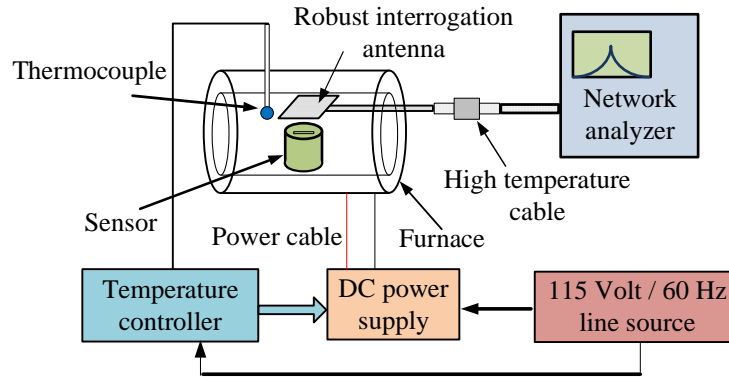 Robust interrogation
antenna
Thermocouple
Network
analyzer
High temperature
cable
Sensor
Power cable
Furnace
Temperature
controller
DC power
supply
115 Volt / 60 Hz
line source